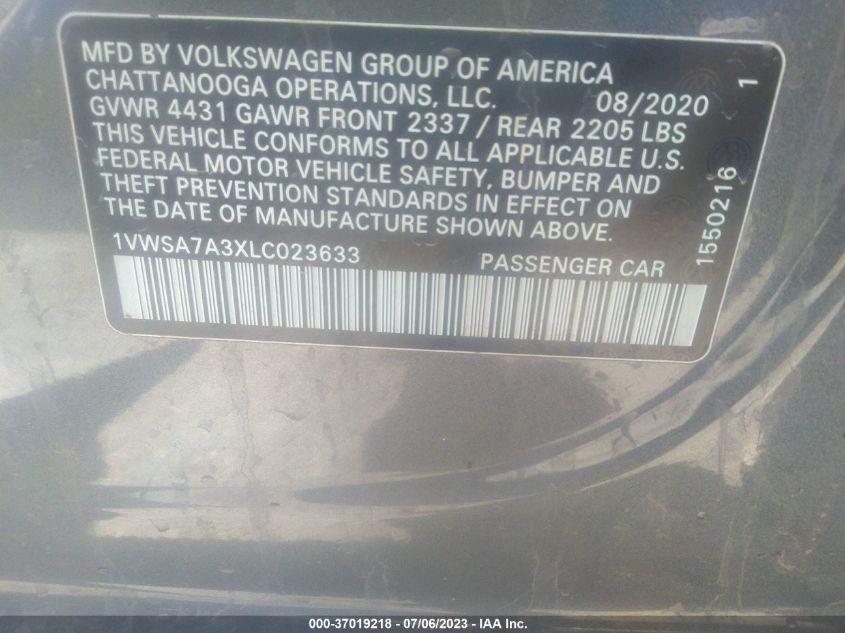 MFD BY VOLKSWAGEN GROUP OF AMERICA
CHATTANOOGA OPERATIONS, LLC. 08/2020
GVWR 4431 GAWR FRONT 2337 / REAR 2205 LBS
THIS VEHICLE CONFORMS TO ALL APPLICABLE U.S.
FEDERAL MOTOR VEHICLE SAFETY, BUMPER AND
THEFT PREVENTION STANDARDS IN EFFECT ON
THE DATE OF MANUFACTURE SHOWN ABOVE.
1VWSA7A3XLC023633 PASSENGER CAR
1550216 1
000-37019218 - 07/06/2023 - IAA Inc.